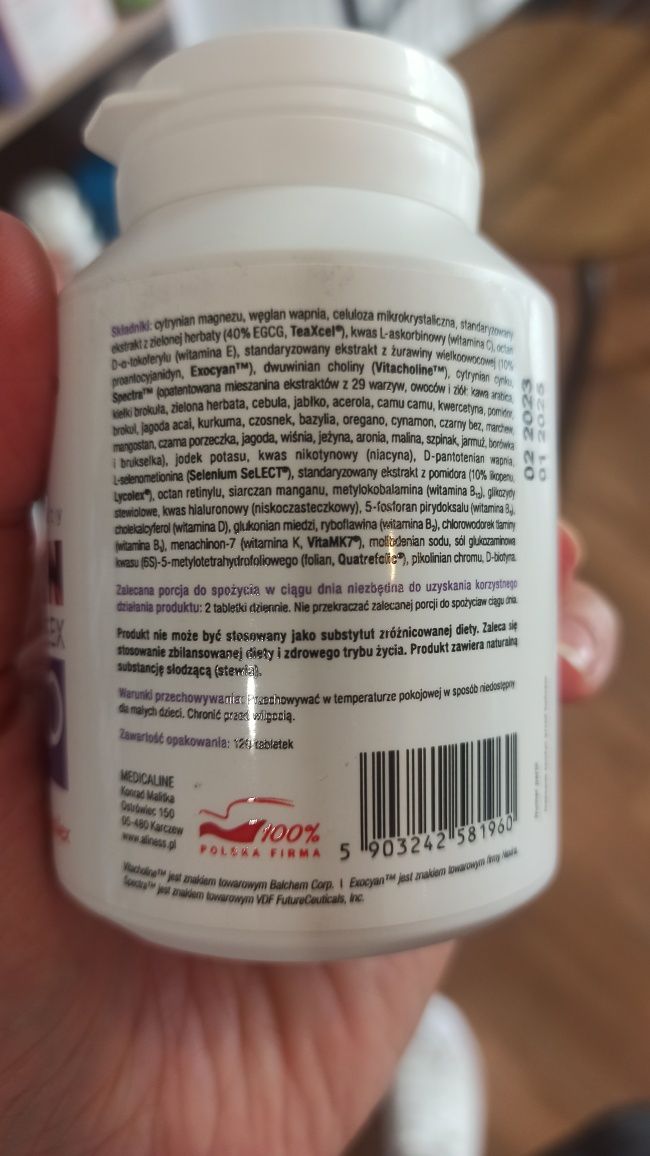 Składniki: cytrynian magnezu, węglan wapnia, celuloza mikrokrystaliczna, standaryzowany
ekstrakt z zielonej herbaty (40% EGCG, TeaXcel®), kwas L-askorbinowy (witamina C), octan
D-α-tokoferylu (witamina E), standaryzowany ekstrakt z żurawiny wielkoowocowej (10%
proantocyjanidyn, Exocyan™), dwuwinian choliny (Vitacholine™), cytrynian cynku,
Spectra™ (opatentowana mieszanina ekstraktów z 29 warzyw, owoców i ziół: kawa arabica,
kiełki brokuła, zielona herbata, cebula, jabłko, acerola, camu camu, kwercetyna, pomidor,
brokuł, jagoda acai, kurkuma, czosnek, bazylia, oregano, cynamon, czarny bez, marchew,
mangostan, czarna porzeczka, jagoda, wiśnia, jeżyna, aronia, malina, szpinak, jarmuż, borówka
i brukselka), jodek potasu, kwas nikotynowy (niacyna), D-pantotenian wapnia,
L-selenometionina (Selenium SeLECT®), standaryzowany ekstrakt z pomidora (10% likopenu,
Lycolex®), octan retinylu, siarczan manganu, metylokobalamina (witamina B₁₂), glikozydy
stewiolowe, kwas hialuronowy (niskocząsteczkowy), 5-fosforan pirydoksalu (witamina B₆),
cholekalcyferol (witamina D), glukonian miedzi, ryboflawina (witamina B₂), chlorowodorek tiaminy
(witamina B₁), menachinon-7 (witamina K, VitaMK7®), molibdenian sodu, sól glukozaminowa
kwasu (6S)-5-metylotetrahydrofoliowego (folian, Quatrefolic®), pikolinian chromu, D-biotyna.
Zalecana porcja do spożycia w ciągu dnia niezbędna do uzyskania korzystnego
działania produktu: 2 tabletki dziennie. Nie przekraczać zalecanej porcji do spożycia w ciągu dnia.
Produkt nie może być stosowany jako substytut zróżnicowanej diety. Zaleca się
stosowanie zbilansowanej diety i zdrowego trybu życia. Produkt zawiera naturalną
substancję słodzącą (stewia).
Warunki przechowywania: Przechowywać w temperaturze pokojowej w sposób niedostępny
dla małych dzieci. Chronić przed wilgocią.
Zawartość opakowania: 120 tabletek
MEDICALINE
Konrad Malitka
Ostrówiec 150
05-480 Karczew
www.aliness.pl
100%
POLSKA FIRMA
5 903242 581960
Vitacholine™ jest znakiem towarowym Balchem Corp. | Exocyan™ jest znakiem towarowym firmy
Spectra™ jest znakiem towarowym VDF FutureCeuticals, Inc.
02 2023
01
EX